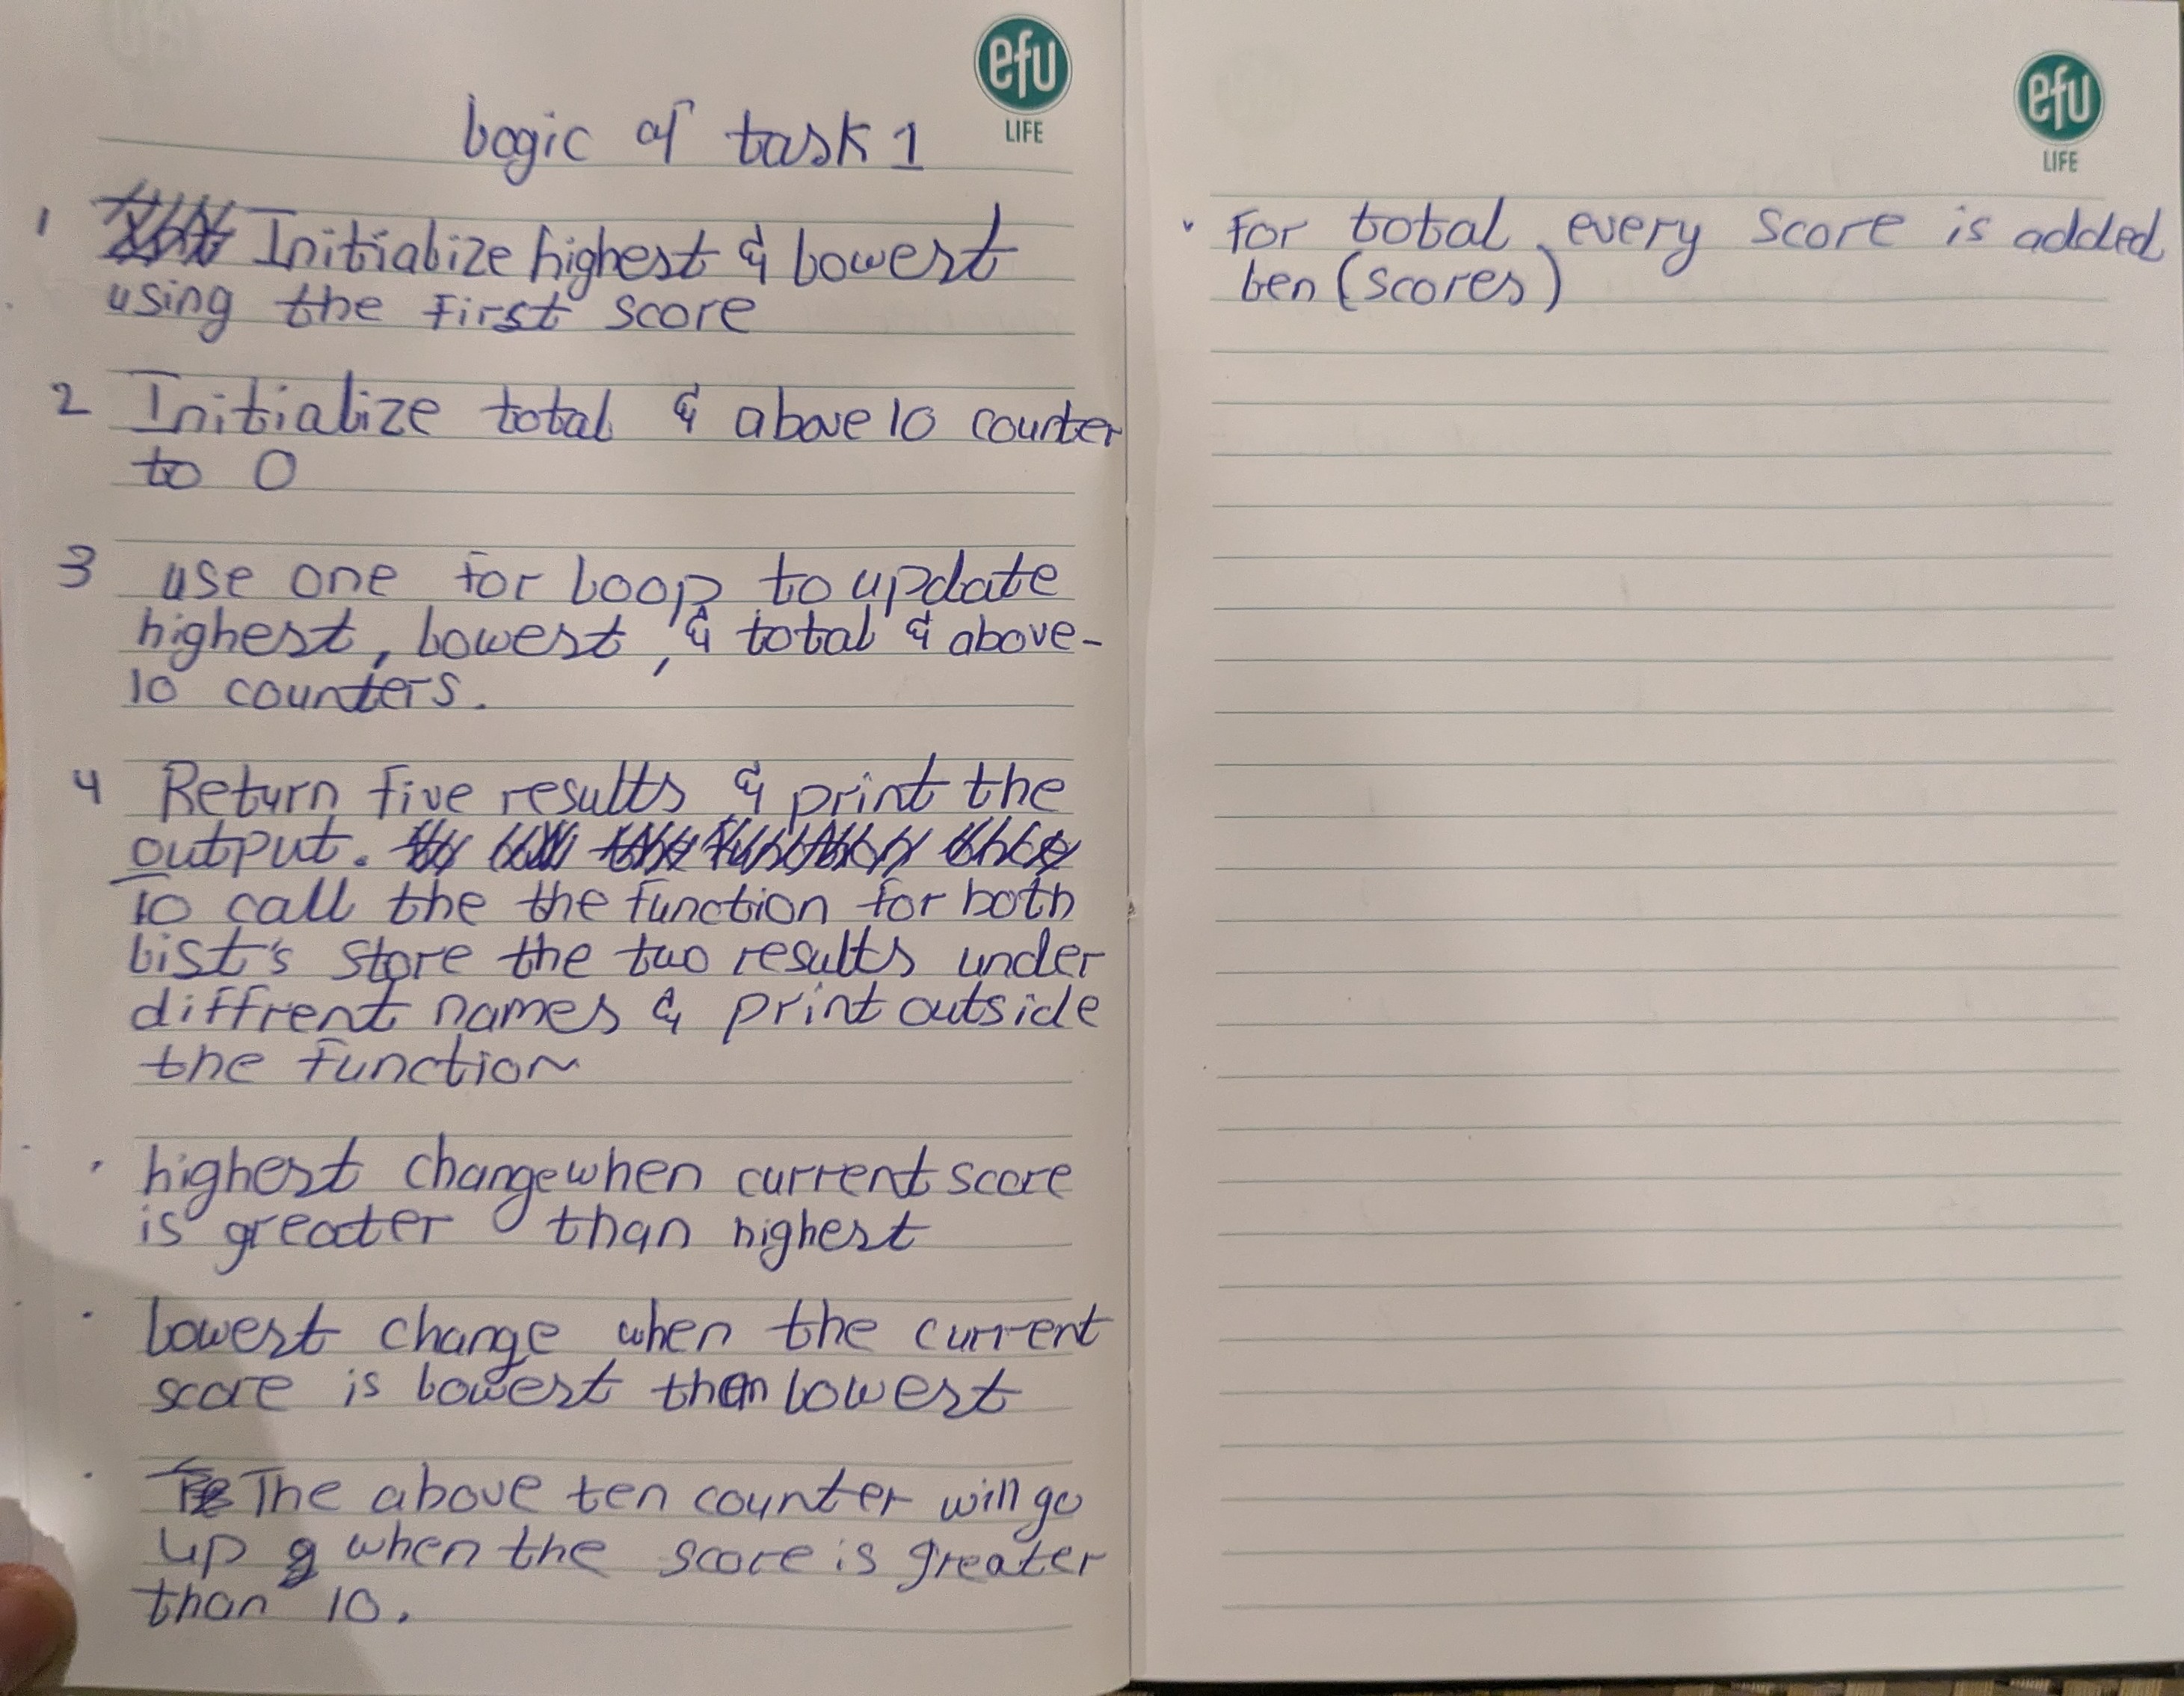 efu
LIFE
Logic of task 1
1 Initialize highest & lowest
using the first score
2 Initialize total & above 10 counter
to 0
3 use one for loop to update
highest, lowest, & total & above-
10 counters.
4 Return five results & print the
output.
To call the the function for both
list's store the two results under
diffrent names & print outside
the function
· highest change when current score
is greater than highest
· lowest change when the current
score is lowest than lowest
· The above ten counter will go
up when the score is greater
than 10.
efu
LIFE
· For total, every score is added
len (scores)